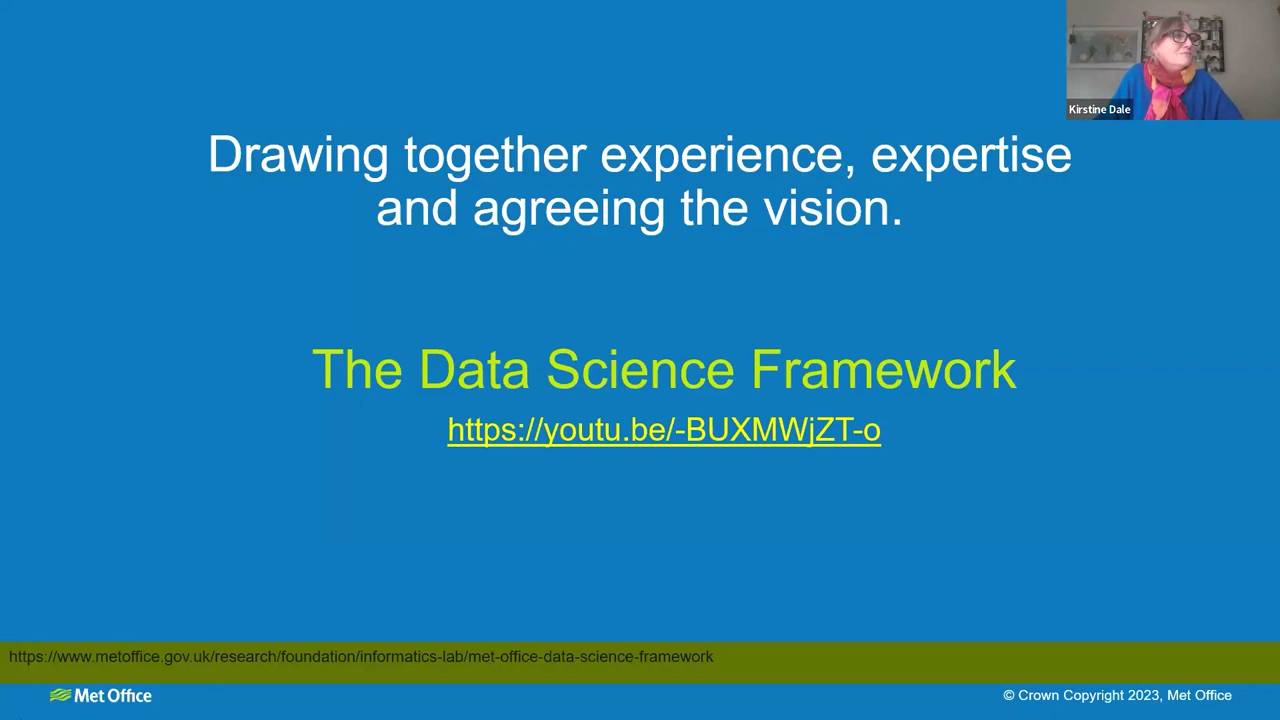 Kirstine Dale
Drawing together experience, expertise
and agreeing the vision.
The Data Science Framework
https://youtu.be/-BUXMWjZT-o
https://www.metoffice.gov.uk/research/foundation/informatics-lab/met-office-data-science-framework
Met Office
© Crown Copyright 2023, Met Office